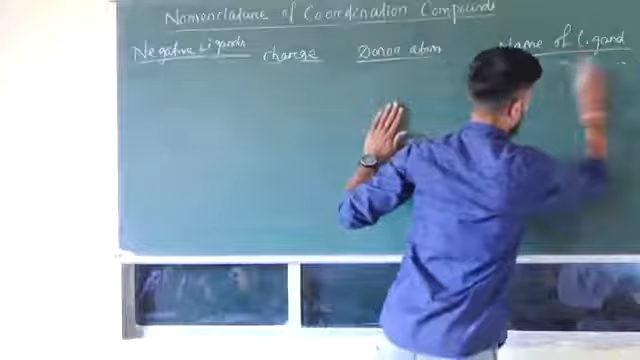 Nomenclature of Coordination Compounds
Negative Ligands charge Donor atom Name of Ligand